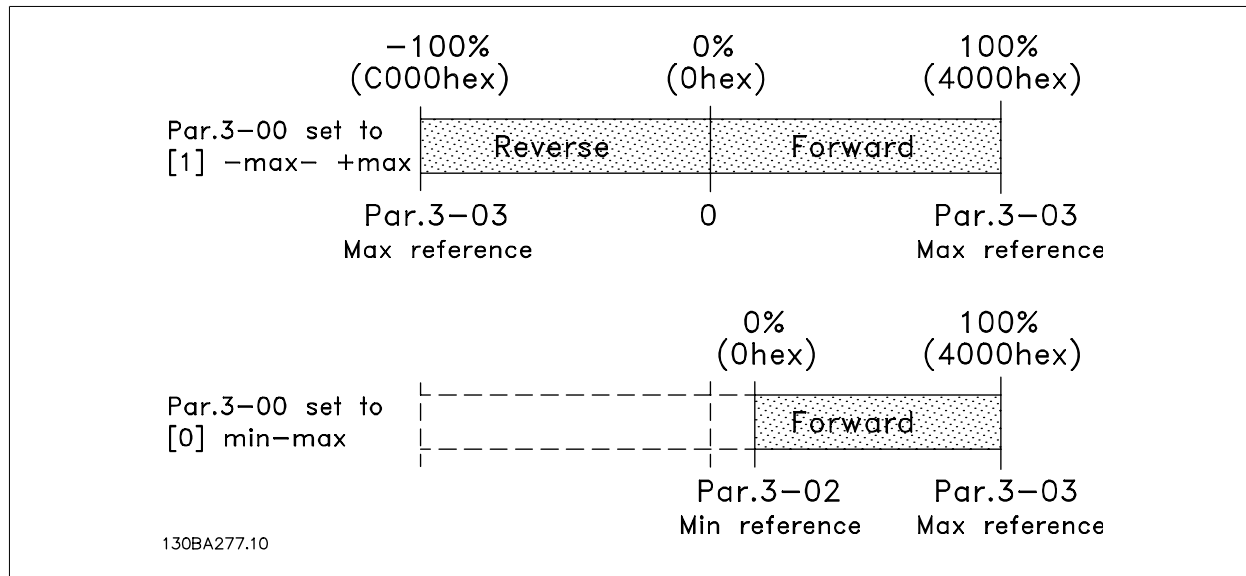 -100% 0% 100%
(C000hex) (0hex) (4000hex)
Par.3-00 set to
[1] -max- +max
Reverse Forward
Par.3-03 0 Par.3-03
Max reference Max reference
0% 100%
(0hex) (4000hex)
Par.3-00 set to
[0] min-max
Forward
Par.3-02 Par.3-03
Min reference Max reference
130BA277.10